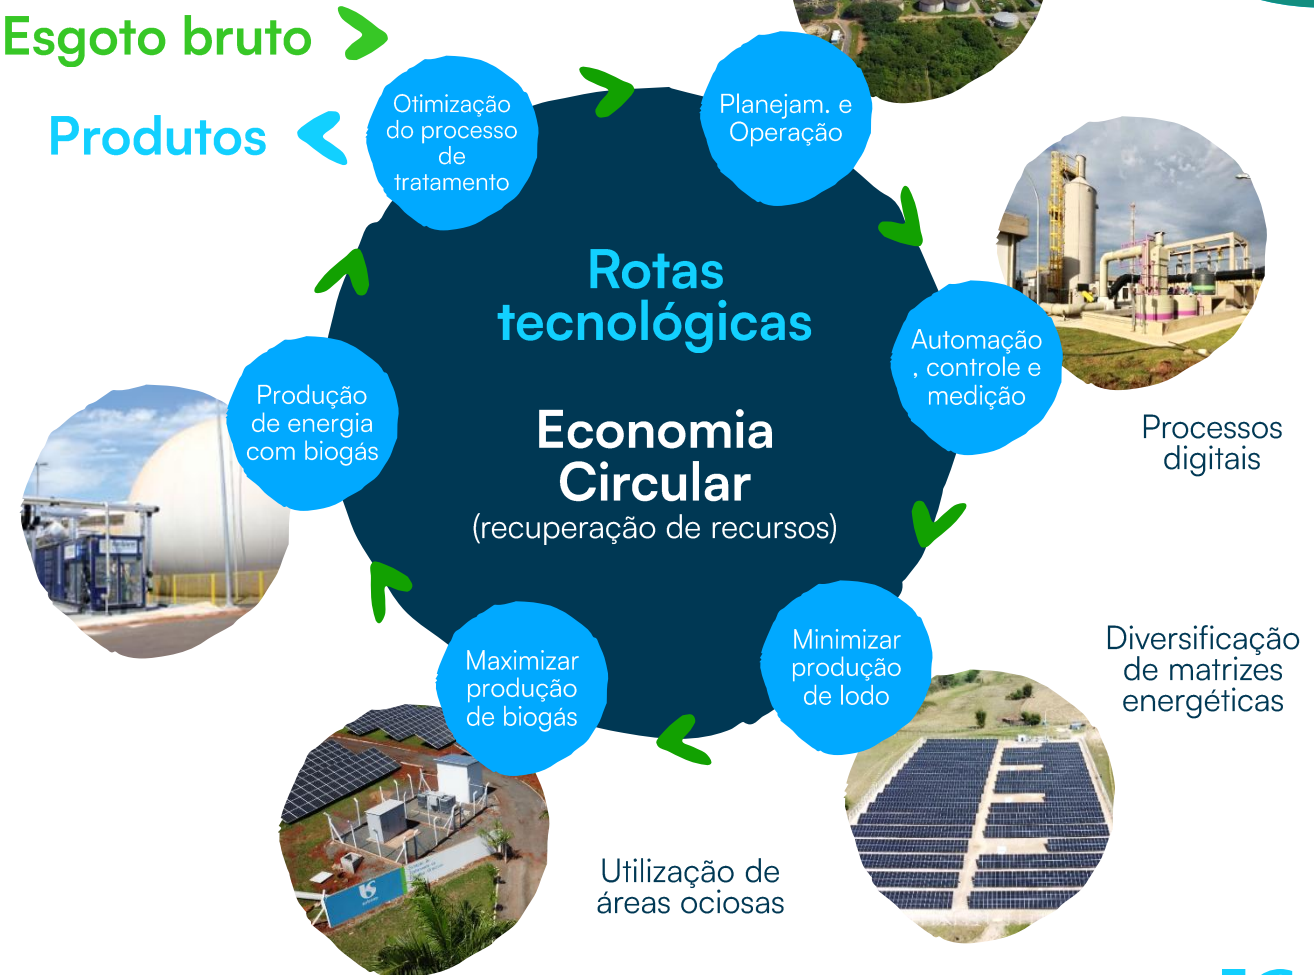 Esgoto bruto
Produtos
Otimização
do processo
de
tratamento
Planejam. e
Operação
Rotas
tecnológicas
Automação
, controle e
medição
Economia
Circular
(recuperação de recursos)
Produção
de energia
com biogás
Processos
digitais
Minimizar
produção
de lodo
Maximizar
produção
de biogás
Diversificação
de matrizes
energéticas
Utilização de
áreas ociosas